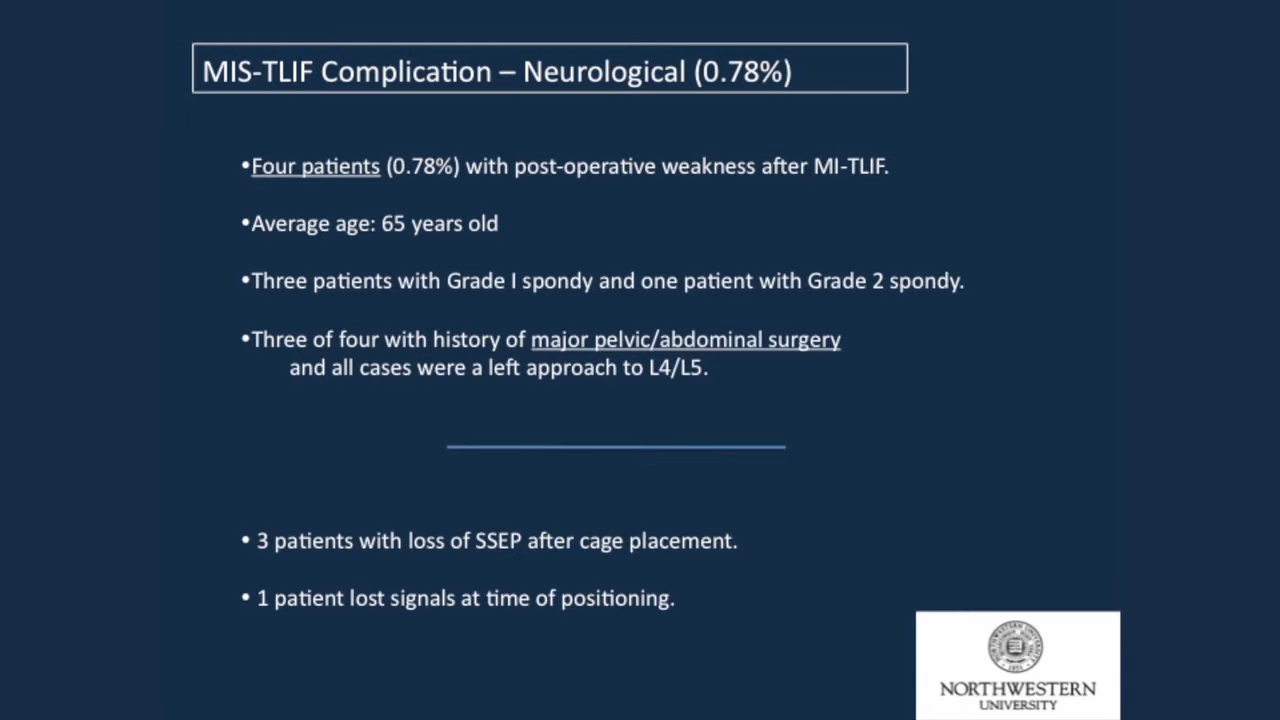 MIS-TLIF Complication – Neurological (0.78%)
•Four patients (0.78%) with post-operative weakness after MI-TLIF.
•Average age: 65 years old
•Three patients with Grade I spondy and one patient with Grade 2 spondy.
•Three of four with history of major pelvic/abdominal surgery
and all cases were a left approach to L4/L5.
• 3 patients with loss of SSEP after cage placement.
• 1 patient lost signals at time of positioning.
NORTHWESTERN
UNIVERSITY